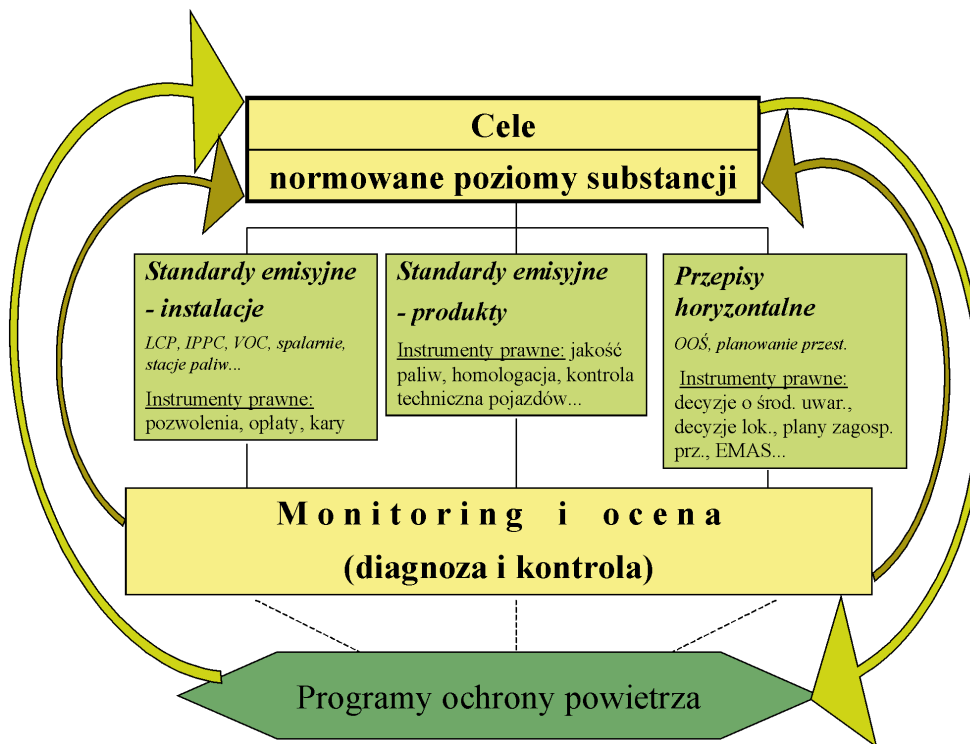 Cele
normowane poziomy substancji
Standardy emisyjne
- instalacje
LCP, IPPC, VOC, spalarnie,
stacje paliw...
Instrumenty prawne:
pozwolenia, opłaty, kary
Standardy emisyjne
- produkty
Instrumenty prawne: jakość
paliw, homologacja, kontrola
techniczna pojazdów...
Przepisy
horyzontalne
OOŚ, planowanie przest.
Instrumenty prawne:
decyzje o środ. uwar.,
decyzje lok., plany zagosp.
prz., EMAS...
Monitoring i ocena
(diagnoza i kontrola)
Programy ochrony powietrza